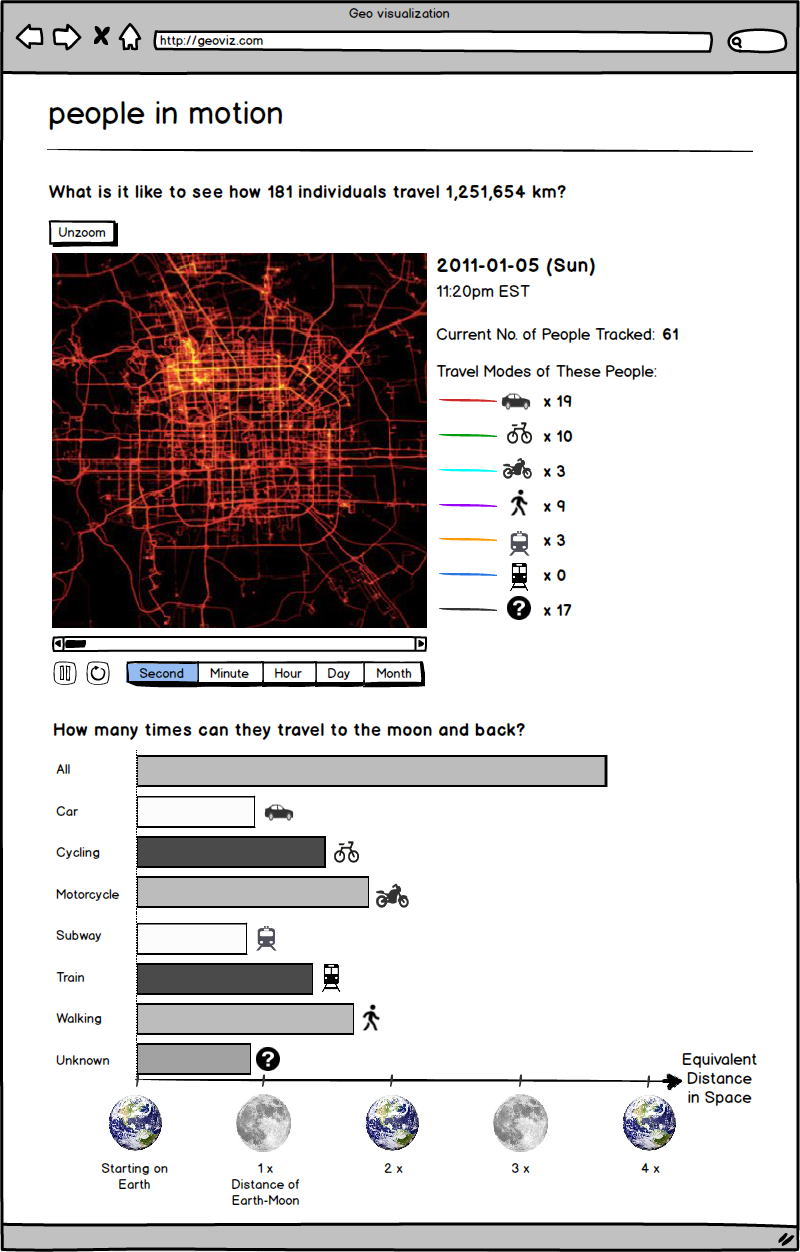 Geo visualization
http://geoviz.com
people in motion
What is it like to see how 181 individuals travel 1,251,654 km?
Unzoom
2011-01-05 (Sun)
11:20pm EST
Current No. of People Tracked: 61
Travel Modes of These People:
x 19
x 10
x 3
x 9
x 3
x 0
? x 17
Second Minute Hour Day Month
How many times can they travel to the moon and back?
All
Car
Cycling
Motorcycle
Subway
Train
Walking
Unknown ?
Equivalent
Distance
in Space
Starting on
Earth
1 x
Distance of
Earth-Moon
2 x
3 x
4 x